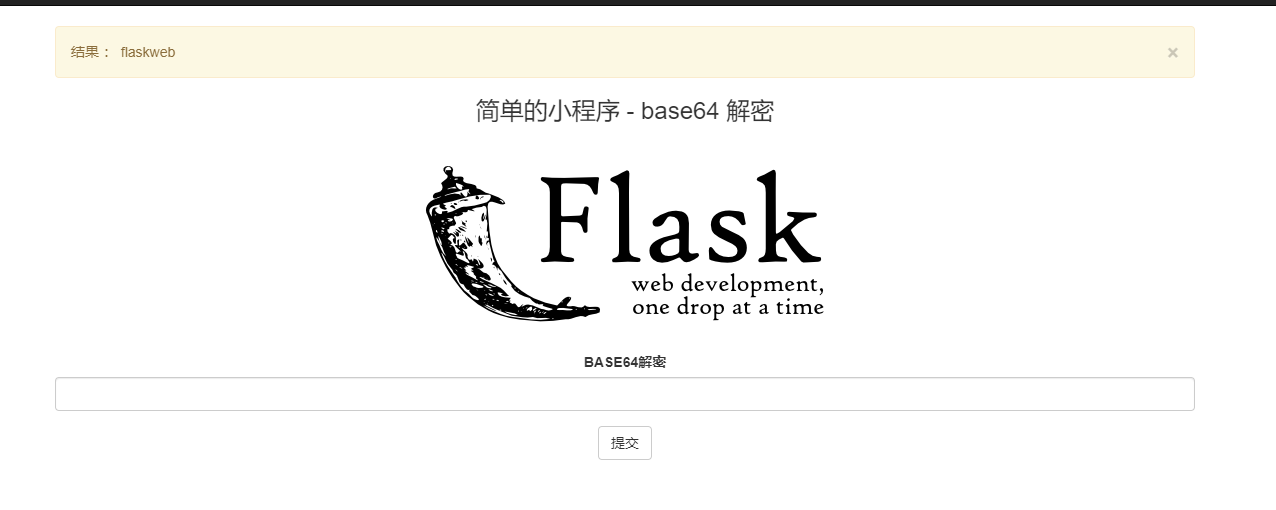 结果： flaskweb
×
简单的小程序 - base64 解密
Flask
web development,
one drop at a time
BASE64解密
提交